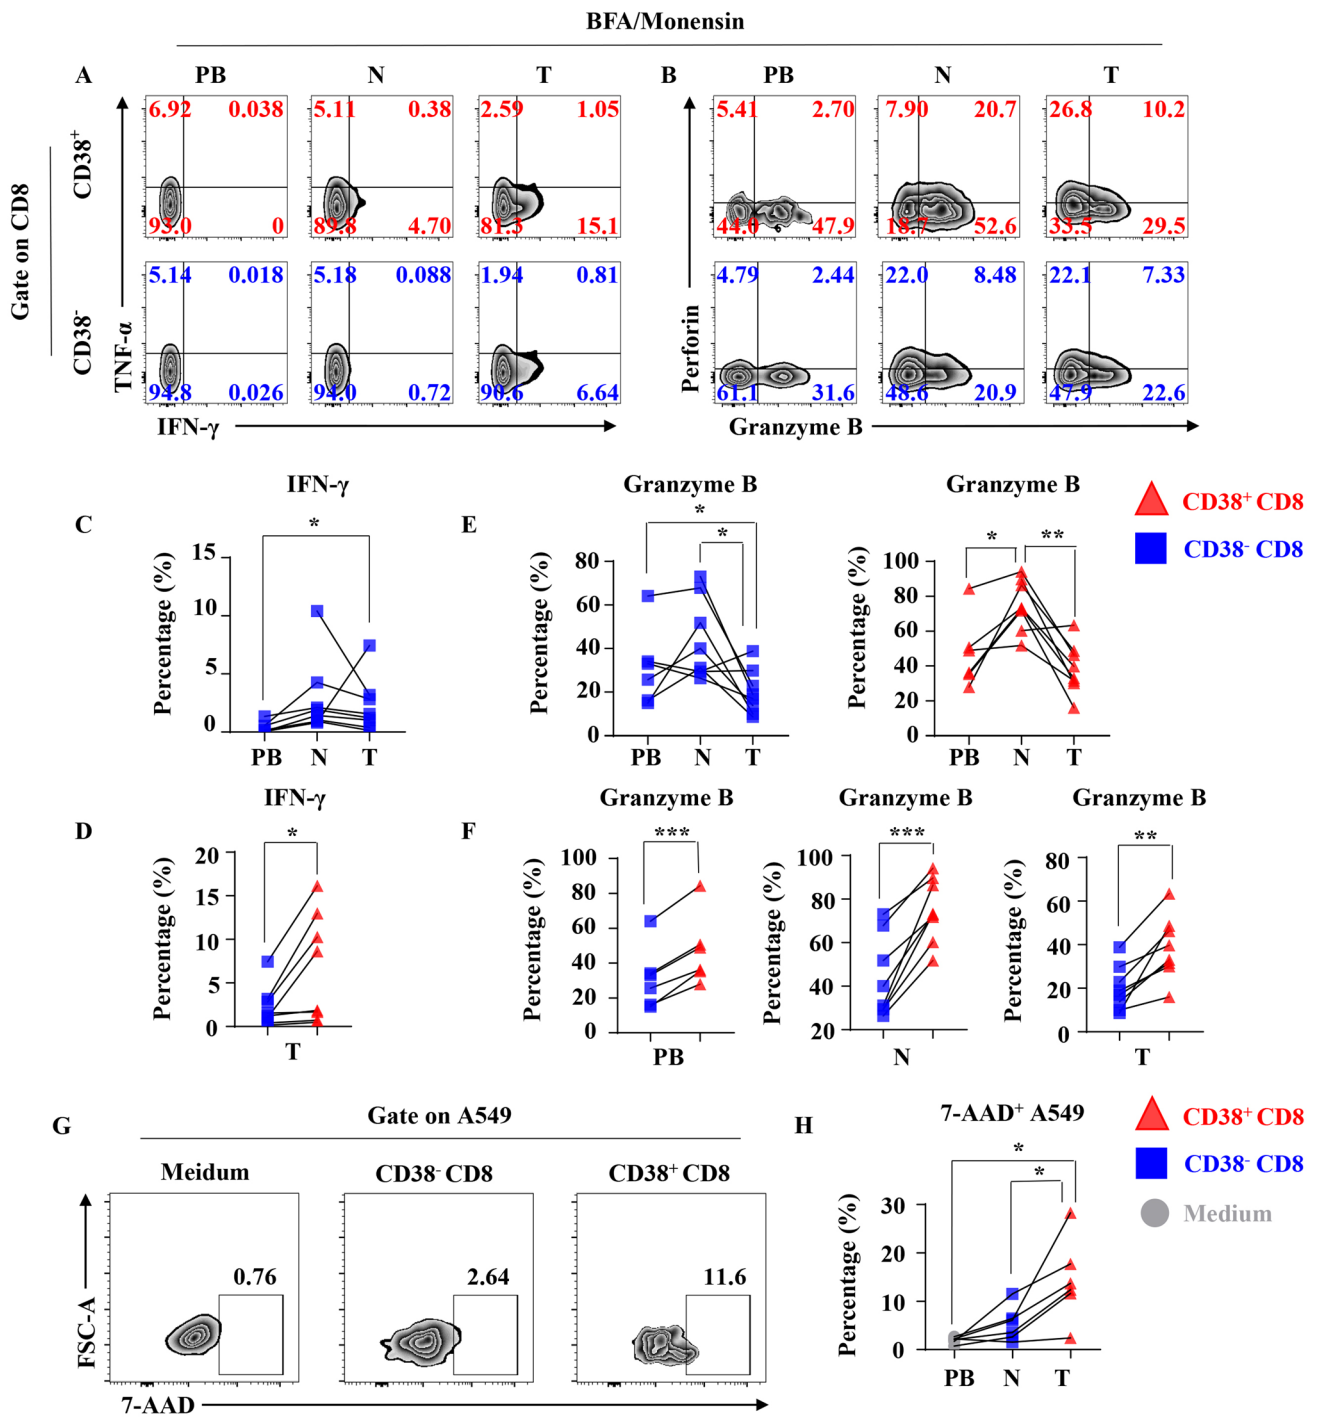 BFA/Monensin
A PB N T B PB N T
Gate on CD8
CD38+
6.92 0.038 5.11 0.38 2.59 1.05 5.41 2.70 7.90 20.7 26.8 10.2
93.0 0 89.8 4.70 81.3 15.1 44.0 47.9 18.7 52.6 33.5 29.5
CD38-
5.14 0.018 5.18 0.088 1.94 0.81 4.79 2.44 22.0 8.48 22.1 7.33
94.8 0.026 94.0 0.72 90.6 6.64 61.1 31.6 48.6 20.9 47.9 22.6
TNF-α
Perforin
IFN-γ Granzyme B
C IFN-γ
*
Percentage (%)
15
10
5
0
PB N T
E Granzyme B
*
*
Percentage (%)
80
60
40
20
0
PB N T
Granzyme B
* **
Percentage (%)
100
80
60
40
20
0
PB N T
CD38+ CD8
CD38- CD8
D IFN-γ
*
Percentage (%)
20
15
10
5
0
T
F Granzyme B
***
Percentage (%)
100
80
60
40
20
0
PB
Granzyme B
***
Percentage (%)
100
80
60
40
20
N
Granzyme B
**
Percentage (%)
80
60
40
20
0
T
G Gate on A549
Meidum CD38- CD8 CD38+ CD8
0.76 2.64 11.6
FSC-A
7-AAD
H 7-AAD+ A549
*
*
Percentage (%)
30
20
10
0
PB N T
CD38+ CD8
CD38- CD8
Medium